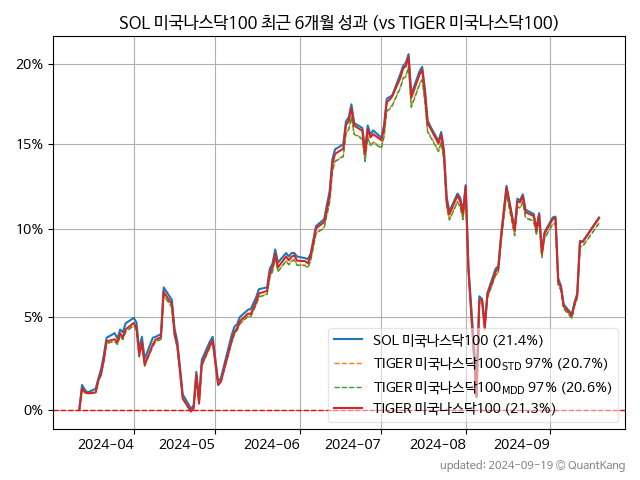 SOL 미국나스닥100 최근 6개월 성과 (vs TIGER 미국나스닥100)
20%
15%
10%
5%
0%
SOL 미국나스닥100 (21.4%)
TIGER 미국나스닥100STD 97% (20.7%)
TIGER 미국나스닥100MDD 97% (20.6%)
TIGER 미국나스닥100 (21.3%)
2024-04 2024-05 2024-06 2024-07 2024-08 2024-09
updated: 2024-09-19 © QuantKang